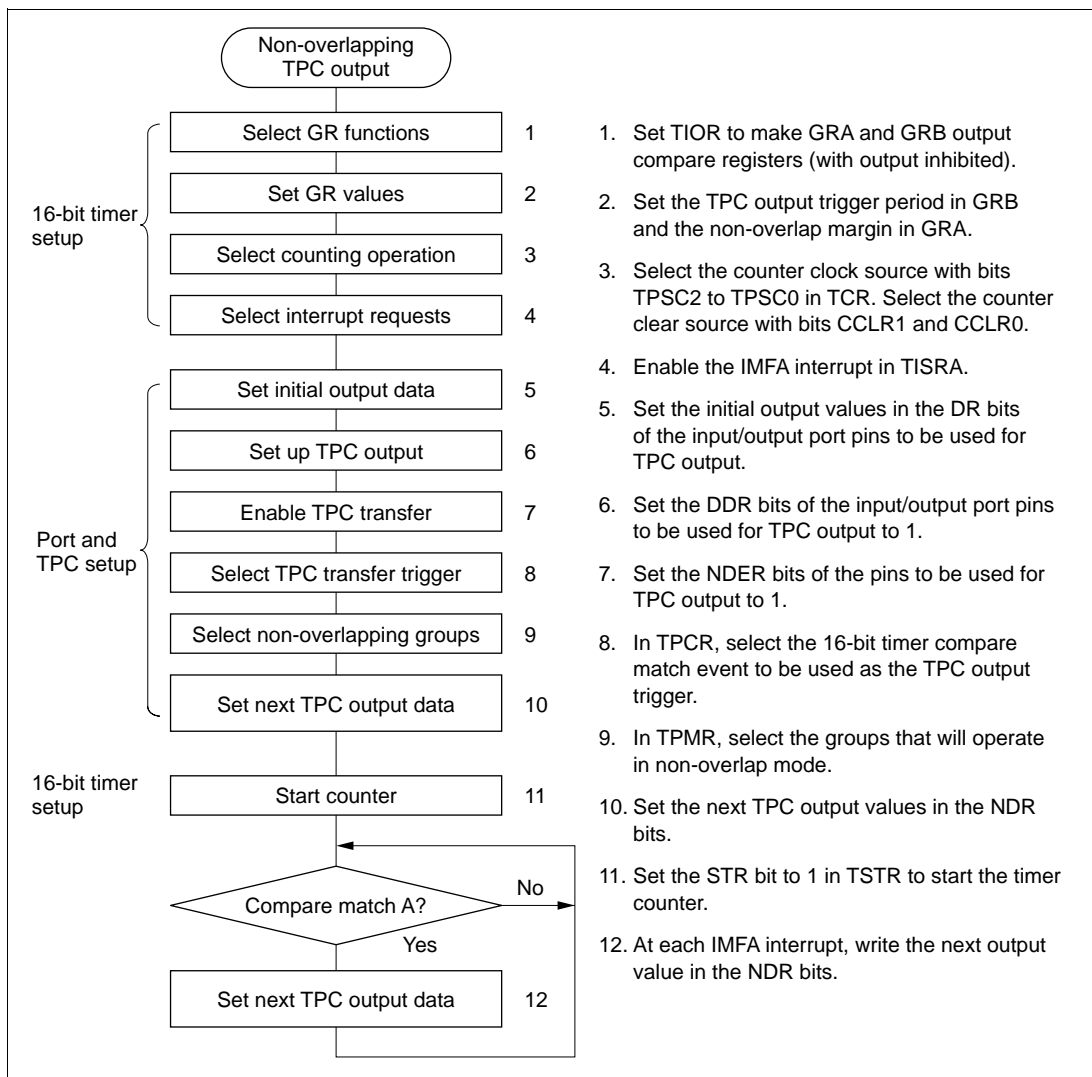 Non-overlapping
TPC output
16-bit timer
setup
Select GR functions 1
Set GR values 2
Select counting operation 3
Select interrupt requests 4
Port and
TPC setup
Set initial output data 5
Set up TPC output 6
Enable TPC transfer 7
Select TPC transfer trigger 8
Select non-overlapping groups 9
Set next TPC output data 10
16-bit timer
setup
Start counter 11
Compare match A?
No
Yes
Set next TPC output data 12
1. Set TIOR to make GRA and GRB output
compare registers (with output inhibited).
2. Set the TPC output trigger period in GRB
and the non-overlap margin in GRA.
3. Select the counter clock source with bits
TPSC2 to TPSC0 in TCR. Select the counter
clear source with bits CCLR1 and CCLR0.
4. Enable the IMFA interrupt in TISRA.
5. Set the initial output values in the DR bits
of the input/output port pins to be used for
TPC output.
6. Set the DDR bits of the input/output port pins
to be used for TPC output to 1.
7. Set the NDER bits of the pins to be used for
TPC output to 1.
8. In TPCR, select the 16-bit timer compare
match event to be used as the TPC output
trigger.
9. In TPMR, select the groups that will operate
in non-overlap mode.
10. Set the next TPC output values in the NDR
bits.
11. Set the STR bit to 1 in TSTR to start the timer
counter.
12. At each IMFA interrupt, write the next output
value in the NDR bits.